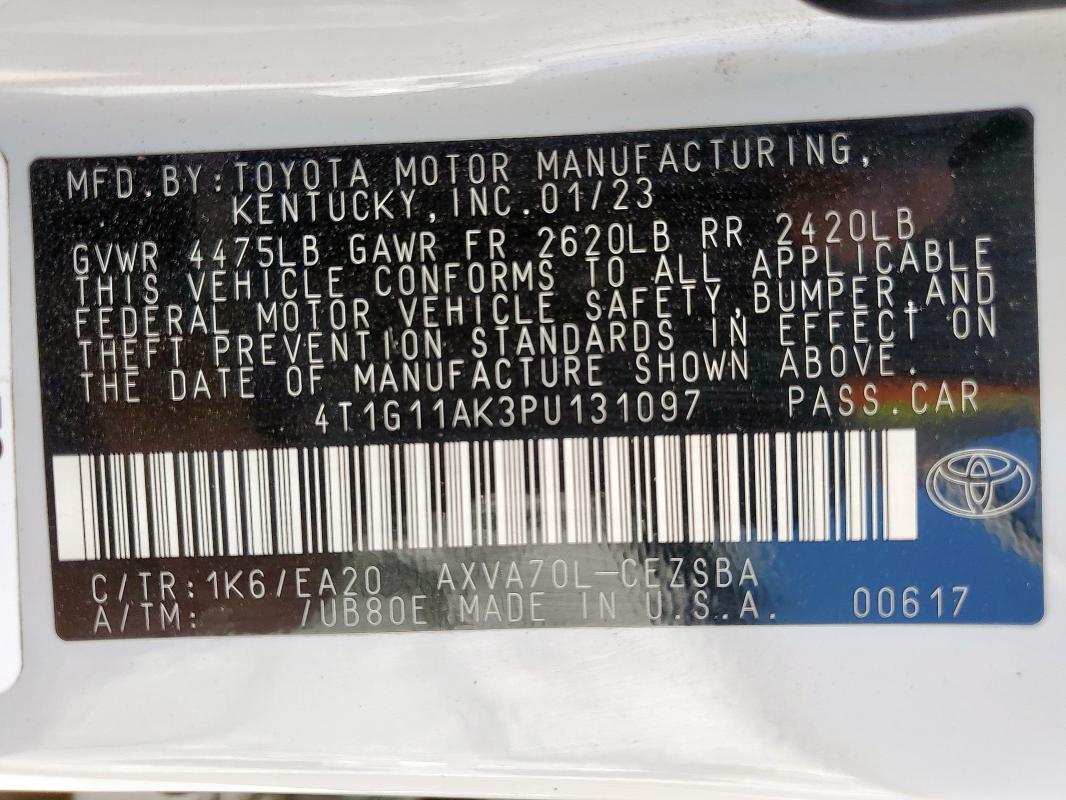 MFD.BY:TOYOTA MOTOR MANUFACTURING,
KENTUCKY,INC.01/23
GVWR 4475LB GAWR FR 2620LB RR 2420LB
THIS VEHICLE CONFORMS TO ALL APPLICABLE
FEDERAL MOTOR VEHICLE SAFETY,BUMPER,AND
THEFT PREVENTION STANDARDS IN EFFECT ON
THE DATE OF MANUFACTURE SHOWN ABOVE.
4T1G11AK3PU131097 PASS.CAR
C/TR:1K6/EA20 AXVA70L-CEZSBA
A/TM: /UB80E MADE IN U.S.A. 00617